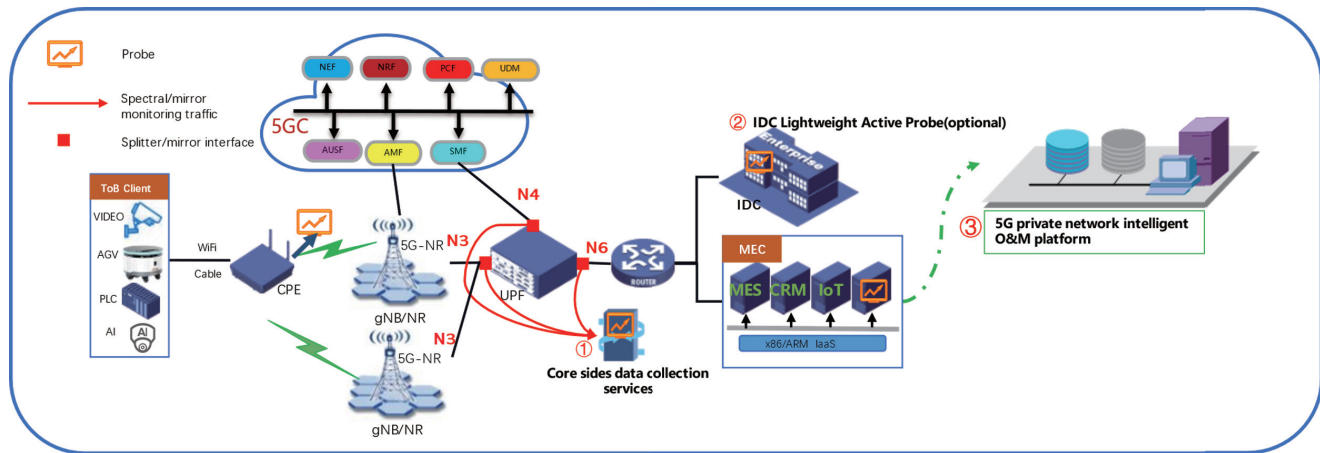 Probe
Spectral/mirror
monitoring traffic
Splitter/mirror interface
NEF
NRF
PCF
UDM
5GC
AUSF
AMF
SMF
ToB Client
VIDEO
AGV
PLC
AI
AI
WiFi
Cable
CPE
5G-NR
gNB/NR
5G-NR
gNB/NR
N3
N3
N4
N6
UPF
ROUTER
①
Core sides data collection
services
② IDC Lightweight Active Probe(optional)
Enterprise
IDC
MEC
MES
CRM
IoT
x86/ARM IaaS
③
5G private network intelligent
O&M platform